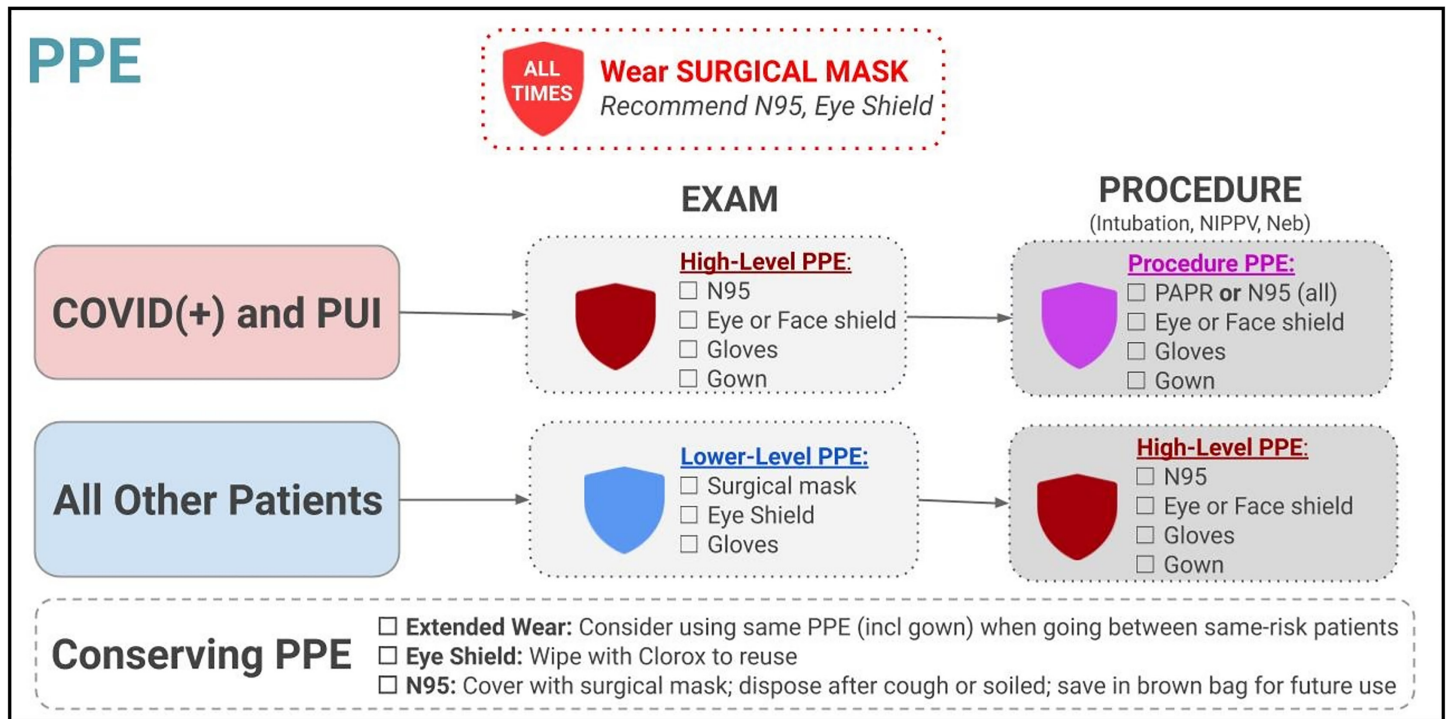 PPE
ALL
TIMES
Wear SURGICAL MASK
Recommend N95, Eye Shield
EXAM
PROCEDURE
(Intubation, NIPPV, Neb)
COVID(+) and PUI
High-Level PPE:
☐ N95
☐ Eye or Face shield
☐ Gloves
☐ Gown
Procedure PPE:
☐ PAPR or N95 (all)
☐ Eye or Face shield
☐ Gloves
☐ Gown
All Other Patients
Lower-Level PPE:
☐ Surgical mask
☐ Eye Shield
☐ Gloves
High-Level PPE:
☐ N95
☐ Eye or Face shield
☐ Gloves
☐ Gown
Conserving PPE
☐ Extended Wear: Consider using same PPE (incl gown) when going between same-risk patients
☐ Eye Shield: Wipe with Clorox to reuse
☐ N95: Cover with surgical mask; dispose after cough or soiled; save in brown bag for future use